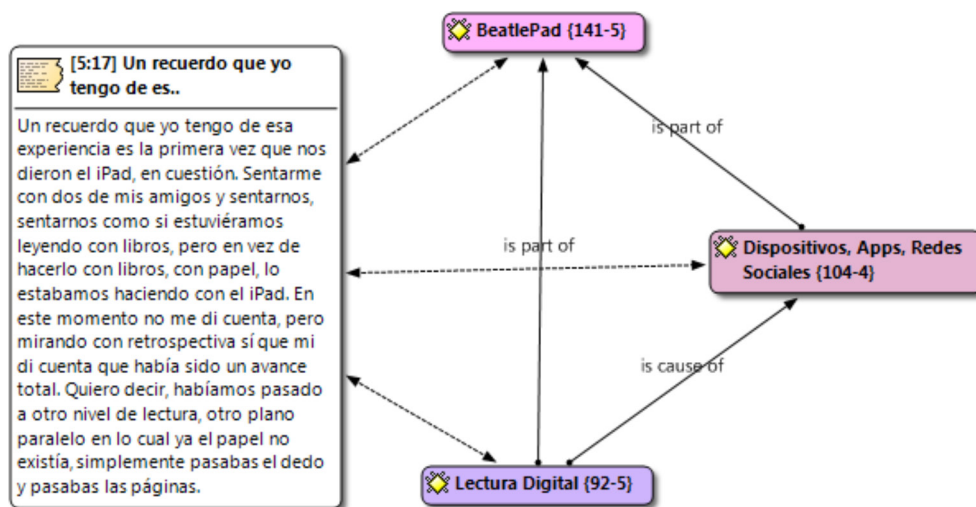 BeatlePad {141-5}
[5:17] Un recuerdo que yo
tengo de es..
Un recuerdo que yo tengo de esa
experiencia es la primera vez que nos
dieron el iPad, en cuestión. Sentarme
con dos de mis amigos y sentarnos,
sentarnos como si estuviéramos
leyendo con libros, pero en vez de
hacerlo con libros, con papel, lo
estabamos haciendo con el iPad. En
este momento no me di cuenta, pero
mirando con retrospectiva sí que mi
di cuenta que había sido un avance
total. Quiero decir, habíamos pasado
a otro nivel de lectura, otro plano
paralelo en lo cual ya el papel no
existía, simplemente pasabas el dedo
y pasabas las páginas.
is part of
is part of
Dispositivos, Apps, Redes
Sociales {104-4}
is cause of
Lectura Digital {92-5}